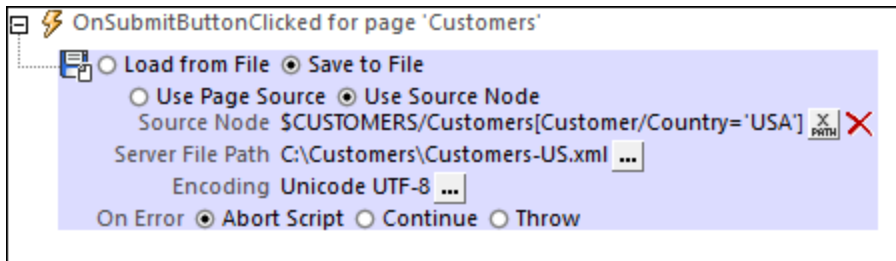 OnSubmitButtonClicked for page 'Customers'
Load from File Save to File
Use Page Source Use Source Node
Source Node $CUSTOMERS/Customers[Customer/Country='USA'] X PATH
Server File Path C:\Customers\Customers-US.xml ...
Encoding Unicode UTF-8 ...
On Error Abort Script Continue Throw